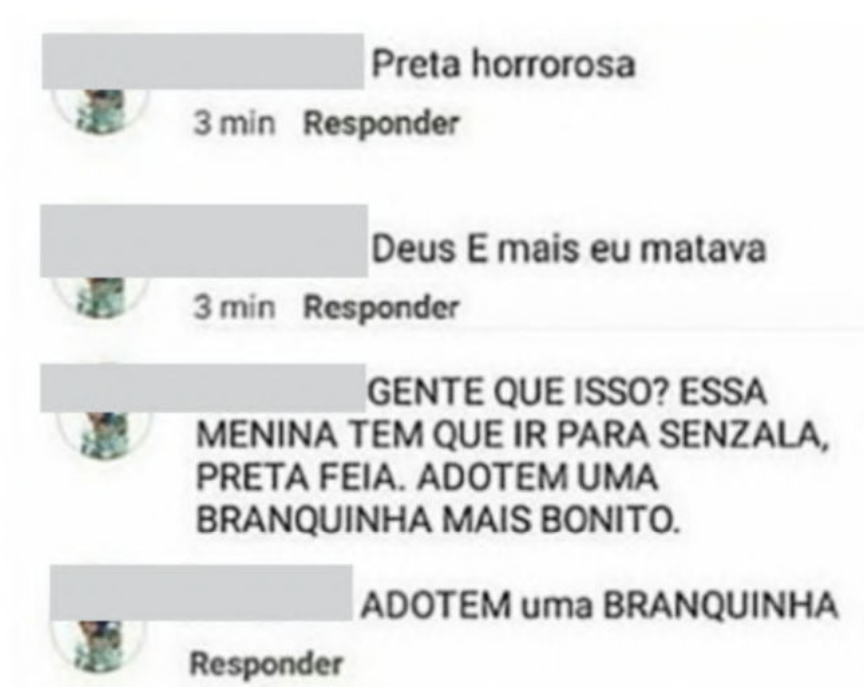 Preta horrorosa
3 min Responder
Deus E mais eu matava
3 min Responder
GENTE QUE ISSO? ESSA
MENINA TEM QUE IR PARA SENZALA,
PRETA FEIA. ADOTEM UMA
BRANQUINHA MAIS BONITO.
ADOTEM uma BRANQUINHA
Responder